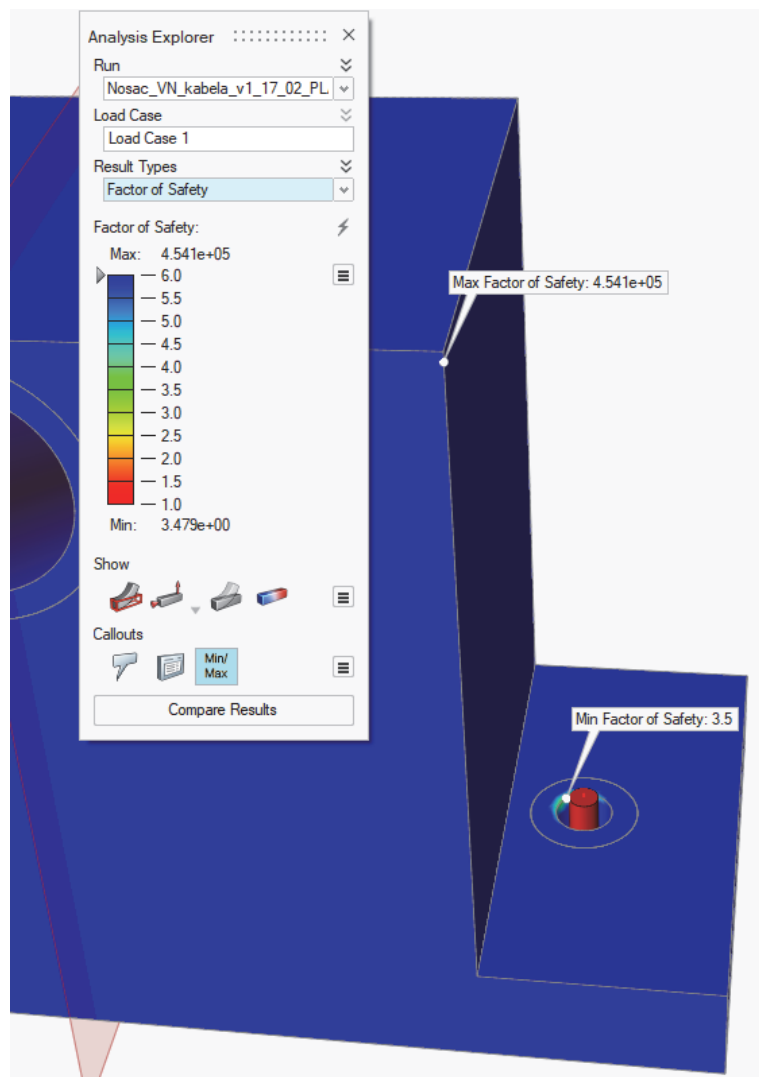 Analysis Explorer
Run
Nosac_VN_kabela_v1_17_02_PL.
Load Case
Load Case 1
Result Types
Factor of Safety
Factor of Safety:
Max: 4.541e+05
6.0
5.5
5.0
4.5
4.0
3.5
3.0
2.5
2.0
1.5
1.0
Min: 3.479e+00
Show
Callouts
Min/
Max
Compare Results
Max Factor of Safety: 4.541e+05
Min Factor of Safety: 3.5